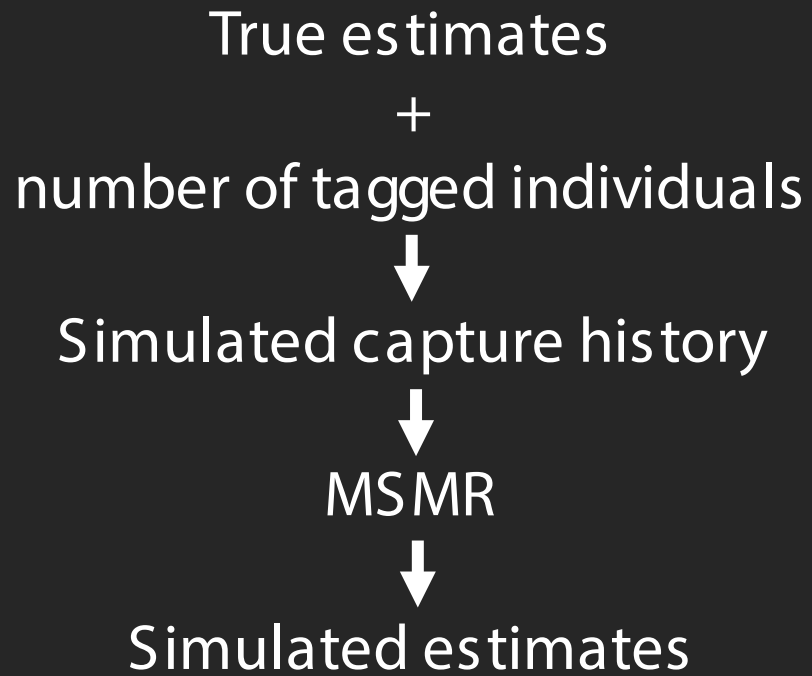 True estimates
+
number of tagged individuals
Simulated capture history
MSMR
Simulated estimates